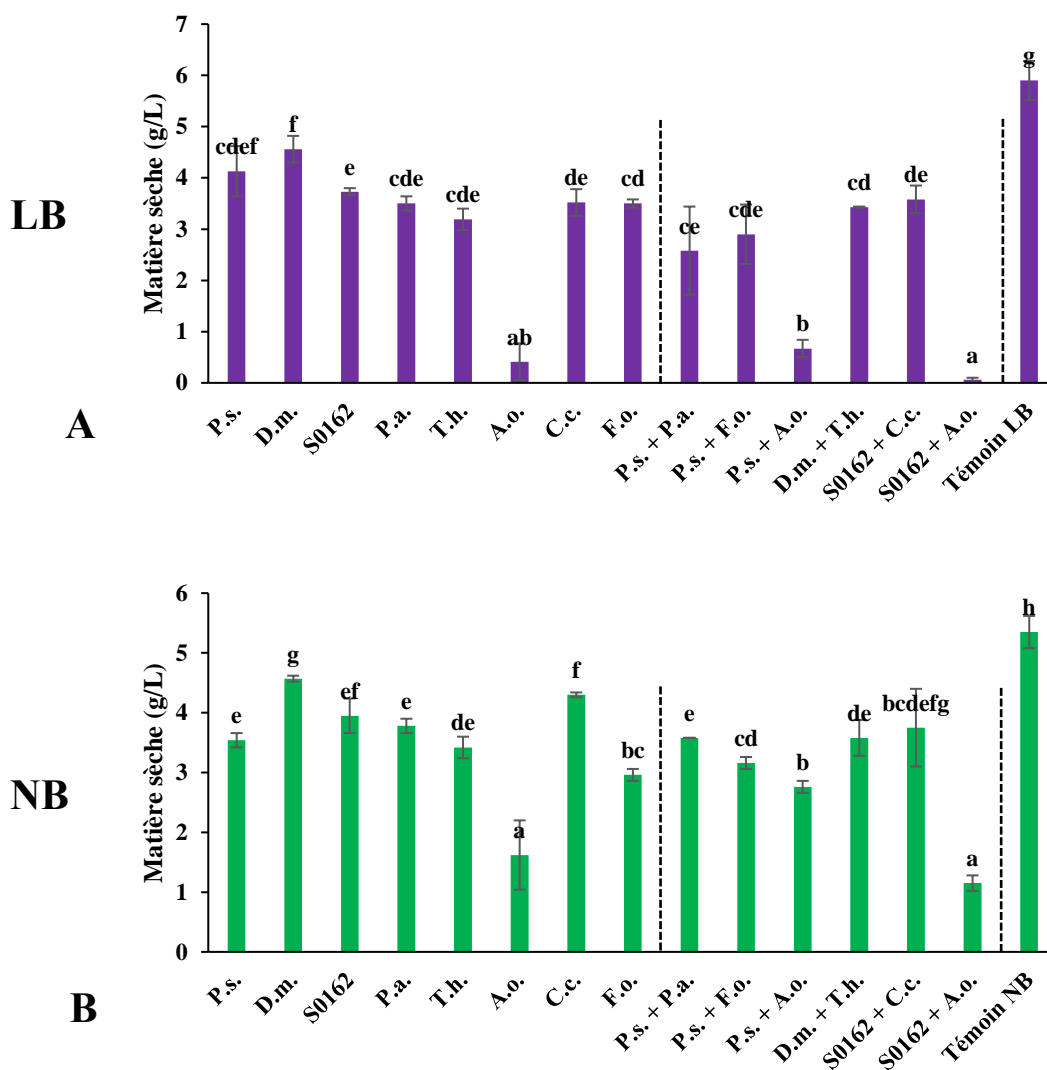 7
6
5
4
3
2
1
0
Matière sèche (g/L)
LB
A
cdef
f
e
cde
cde
ab
de
cd
ce
cde
b
cd
de
a
g
P.s.
D.m.
S0162
P.a.
T.h.
A.o.
C.c.
F.o.
P.s. + P.a.
P.s. + F.o.
P.s. + A.o.
D.m. + T.h.
S0162 + C.c.
S0162 + A.o.
Témoin LB
6
5
4
3
2
1
0
Matière sèche (g/L)
NB
B
e
g
ef
e
de
a
f
bc
e
cd
b
de
bcdefg
a
h
P.s.
D.m.
S0162
P.a.
T.h.
A.o.
C.c.
F.o.
P.s. + P.a.
P.s. + F.o.
P.s. + A.o.
D.m. + T.h.
S0162 + C.c.
S0162 + A.o.
Témoin NB